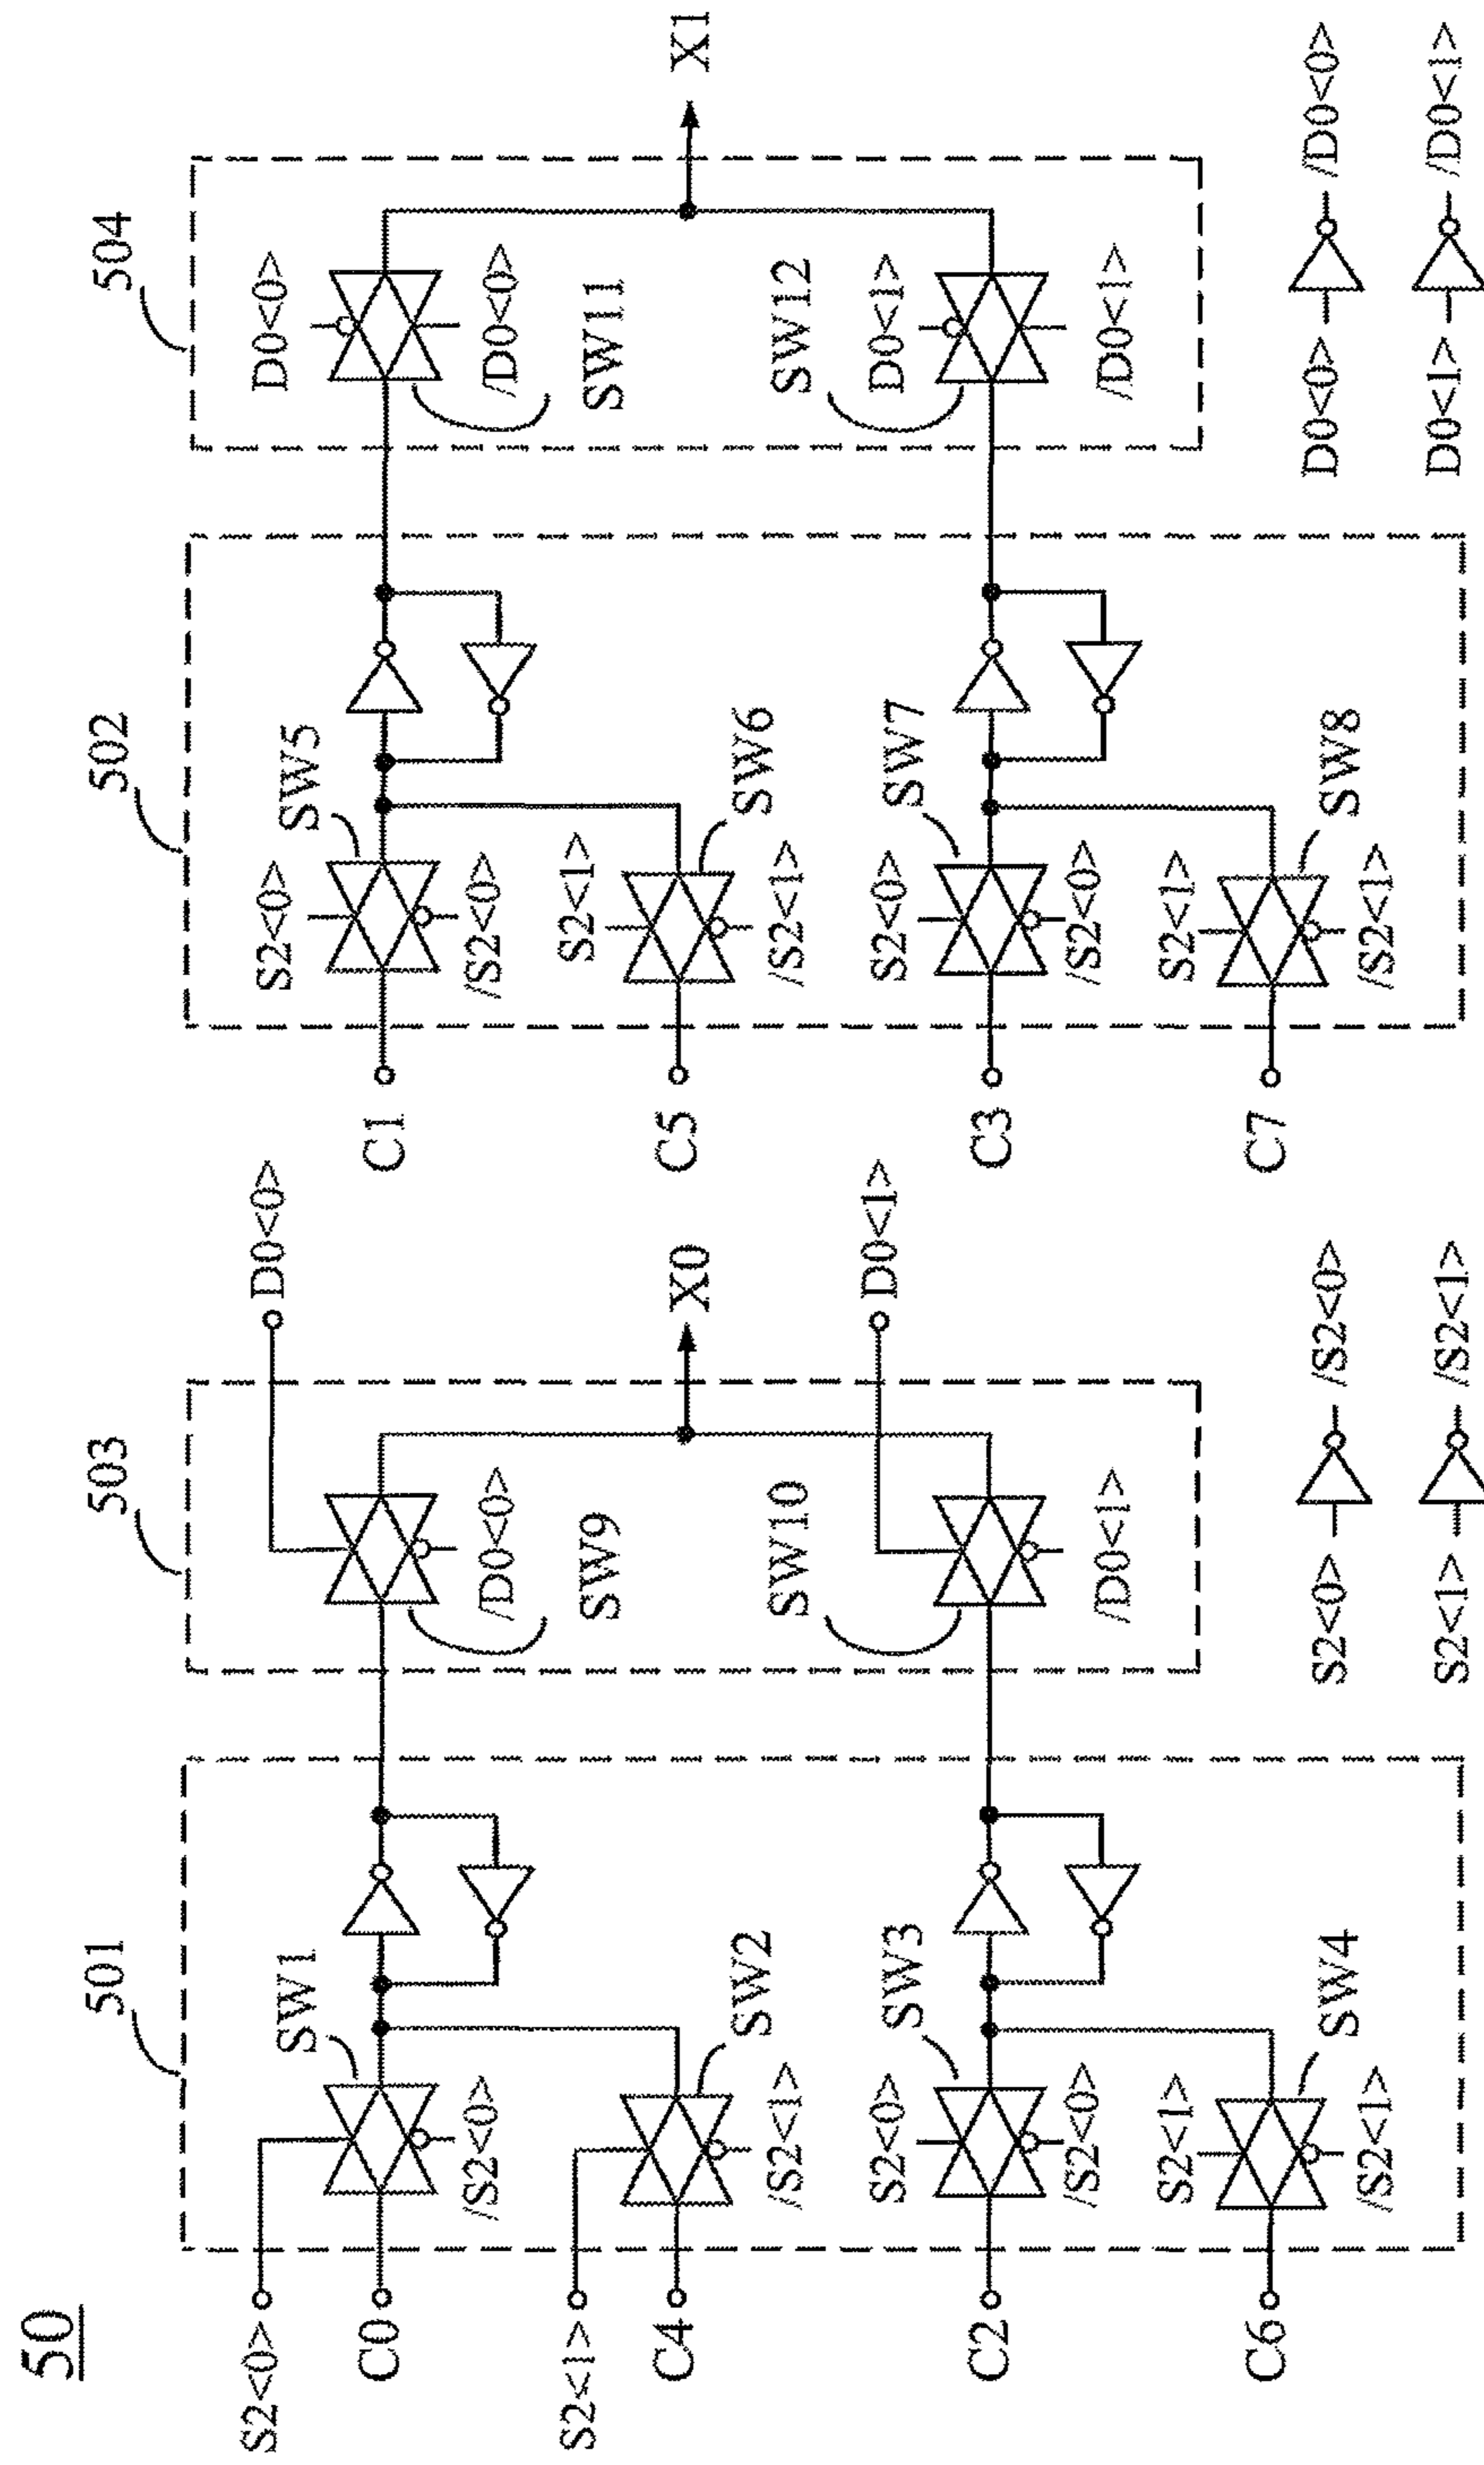 50
501
S2<0>
SW1
C0
/S2<0>
S2<1>
SW2
C4
/S2<1>
S2<0>
SW3
C2
/S2<0>
S2<1>
SW4
C6
/S2<1>
503
D0<0>
/D0<0>
SW9
X0
SW10
D0<1>
/D0<1>
S2<0> /S2<0>
S2<1> /S2<1>
502
S2<0>
SW5
C1
/S2<0>
S2<1>
SW6
C5
/S2<1>
S2<0>
SW7
C3
/S2<0>
S2<1>
SW8
C7
/S2<1>
504
D0<0>
/D0<0>
SW11
X1
SW12
D0<1>
/D0<1>
D0<0> /D0<0>
D0<1> /D0<1>